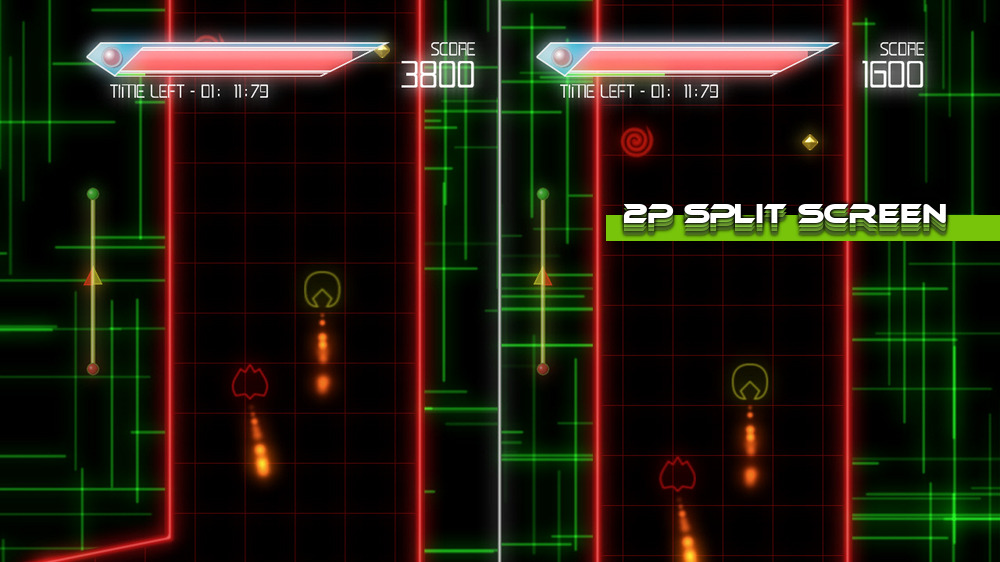 SCORE
3800
TIME LEFT - 01: 11:79
SCORE
1600
TIME LEFT - 01: 11:79
2P SPLIT SCREEN